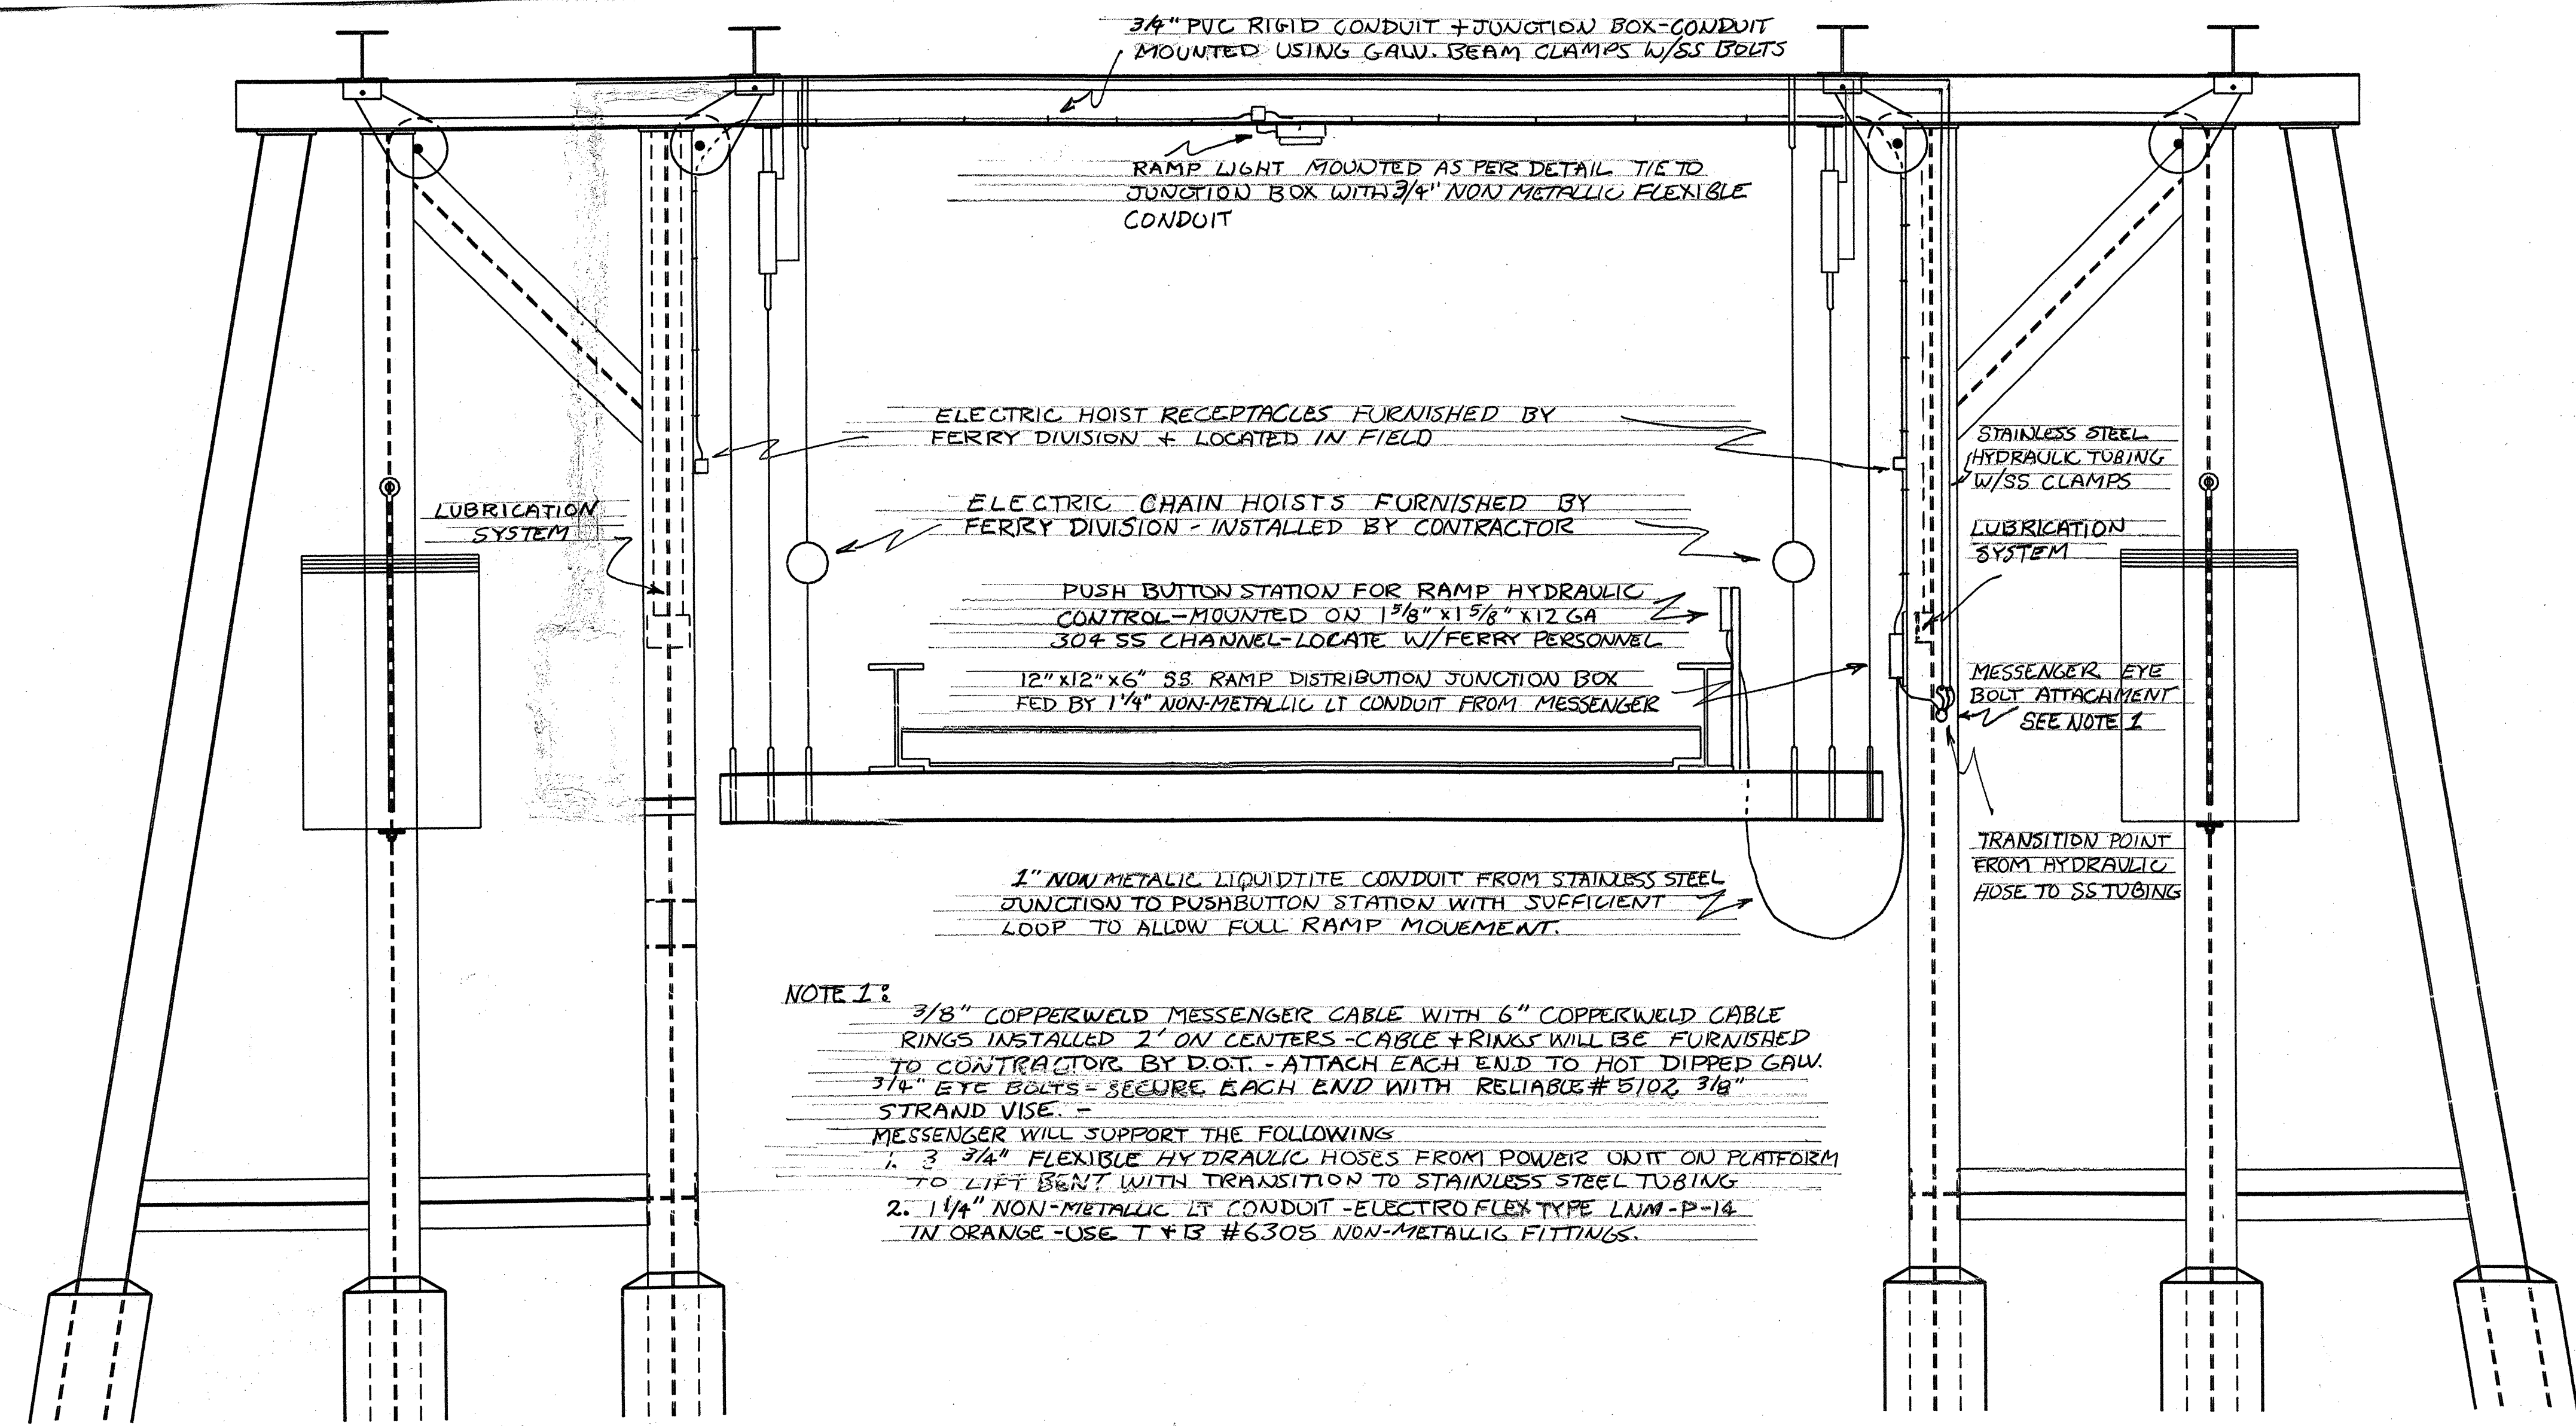 3/4" PVC RIGID CONDUIT + JUNCTION BOX-CONDUIT
MOUNTED USING GALV. BEAM CLAMPS W/SS BOLTS
RAMP LIGHT MOUNTED AS PER DETAIL TIE TO
JUNCTION BOX WITH 3/4" NON METALLIC FLEXIBLE
CONDUIT
ELECTRIC HOIST RECEPTACLES FURNISHED BY
FERRY DIVISION + LOCATED IN FIELD
STAINLESS STEEL
HYDRAULIC TUBING
W/SS CLAMPS
LUBRICATION
SYSTEM
ELECTRIC CHAIN HOISTS FURNISHED BY
FERRY DIVISION - INSTALLED BY CONTRACTOR
LUBRICATION
SYSTEM
PUSH BUTTON STATION FOR RAMP HYDRAULIC
CONTROL-MOUNTED ON 1 5/8" X 1 5/8" X 12 GA
304 SS CHANNEL-LOCATE W/FERRY PERSONNEL
12" X 12" X 6" SS. RAMP DISTRIBUTION JUNCTION BOX
FED BY 1 1/4" NON-METALLIC LT CONDUIT FROM MESSENGER
MESSENGER EYE
BOLT ATTACHMENT
SEE NOTE 1
TRANSITION POINT
FROM HYDRAULIC
HOSE TO SS TUBING
1" NON METALIC LIQUIDTITE CONDUIT FROM STAINLESS STEEL
JUNCTION TO PUSHBUTTON STATION WITH SUFFICIENT
LOOP TO ALLOW FULL RAMP MOVEMENT.
NOTE 1:
3/8" COPPERWELD MESSENGER CABLE WITH 6" COPPERWELD CABLE
RINGS INSTALLED 2' ON CENTERS - CABLE + RINGS WILL BE FURNISHED
TO CONTRACTOR BY D.O.T. - ATTACH EACH END TO HOT DIPPED GALV.
3/4" EYE BOLTS - SECURE EACH END WITH RELIABLE # 5102 3/8"
STRAND VISE. -
MESSENGER WILL SUPPORT THE FOLLOWING
1. 3 3/4" FLEXIBLE HYDRAULIC HOSES FROM POWER UNIT ON PLATFORM
TO LIFT BENT WITH TRANSITION TO STAINLESS STEEL TUBING
2. 1 1/4" NON-METALLIC LT CONDUIT - ELECTRO FLEX TYPE LNM-P-14
IN ORANGE - USE T + B #6305 NON-METALLIC FITTINGS.